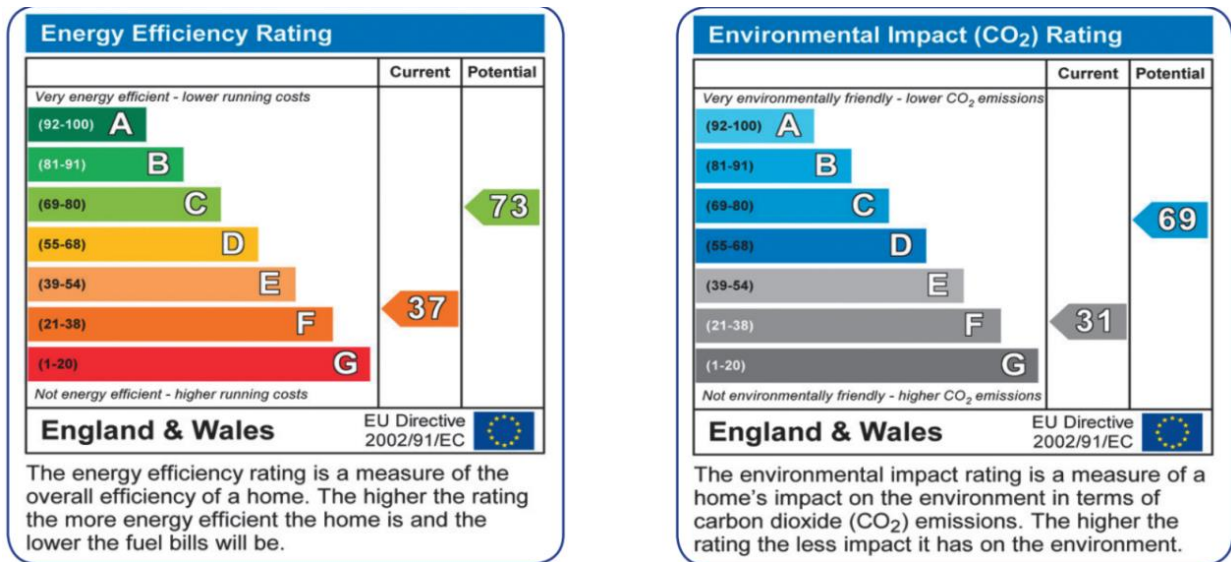 Energy Efficiency Rating
Current Potential
Very energy efficient - lower running costs
(92-100) A
(81-91) B
(69-80) C
73
(55-68) D
(39-54) E
37
(21-38) F
(1-20) G
Not energy efficient - higher running costs
England & Wales
EU Directive
2002/91/EC
The energy efficiency rating is a measure of the
overall efficiency of a home. The higher the rating
the more energy efficient the home is and the
lower the fuel bills will be.
Environmental Impact (CO₂) Rating
Current Potential
Very environmentally friendly - lower CO₂ emissions
(92-100) A
(81-91) B
(69-80) C
69
(55-68) D
(39-54) E
(21-38) F
31
(1-20) G
Not environmentally friendly - higher CO₂ emissions
England & Wales
EU Directive
2002/91/EC
The environmental impact rating is a measure of a
home's impact on the environment in terms of
carbon dioxide (CO₂) emissions. The higher the
rating the less impact it has on the environment.